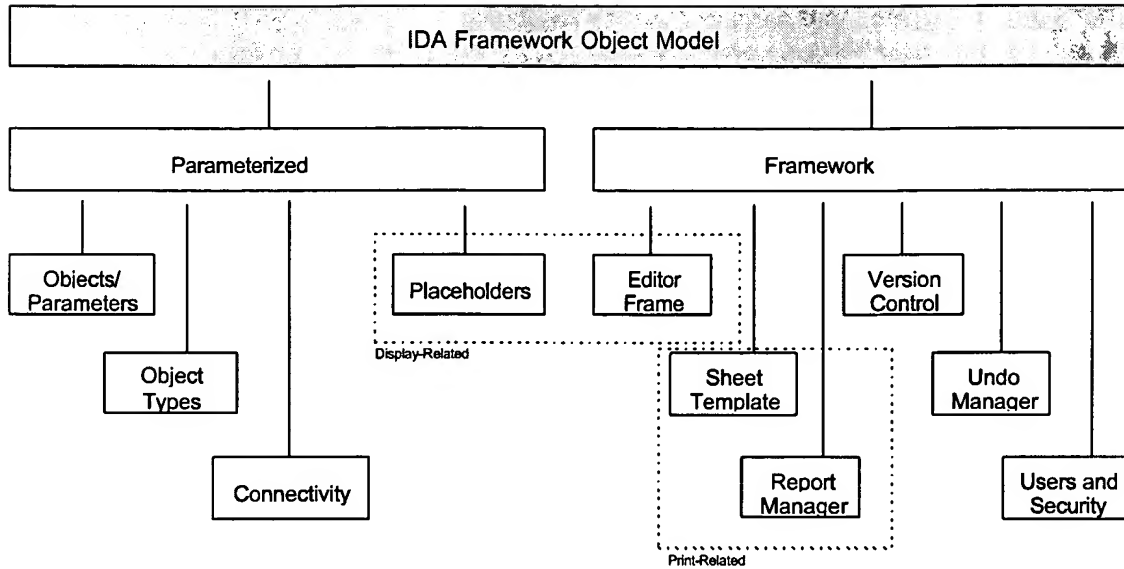 IDA Framework Object Model
Parameterized
Framework
Objects/
Parameters
Placeholders
Editor
Frame
Version
Control
Display-Related
Object
Types
Sheet
Template
Undo
Manager
Connectivity
Report
Manager
Users and
Security
Print-Related